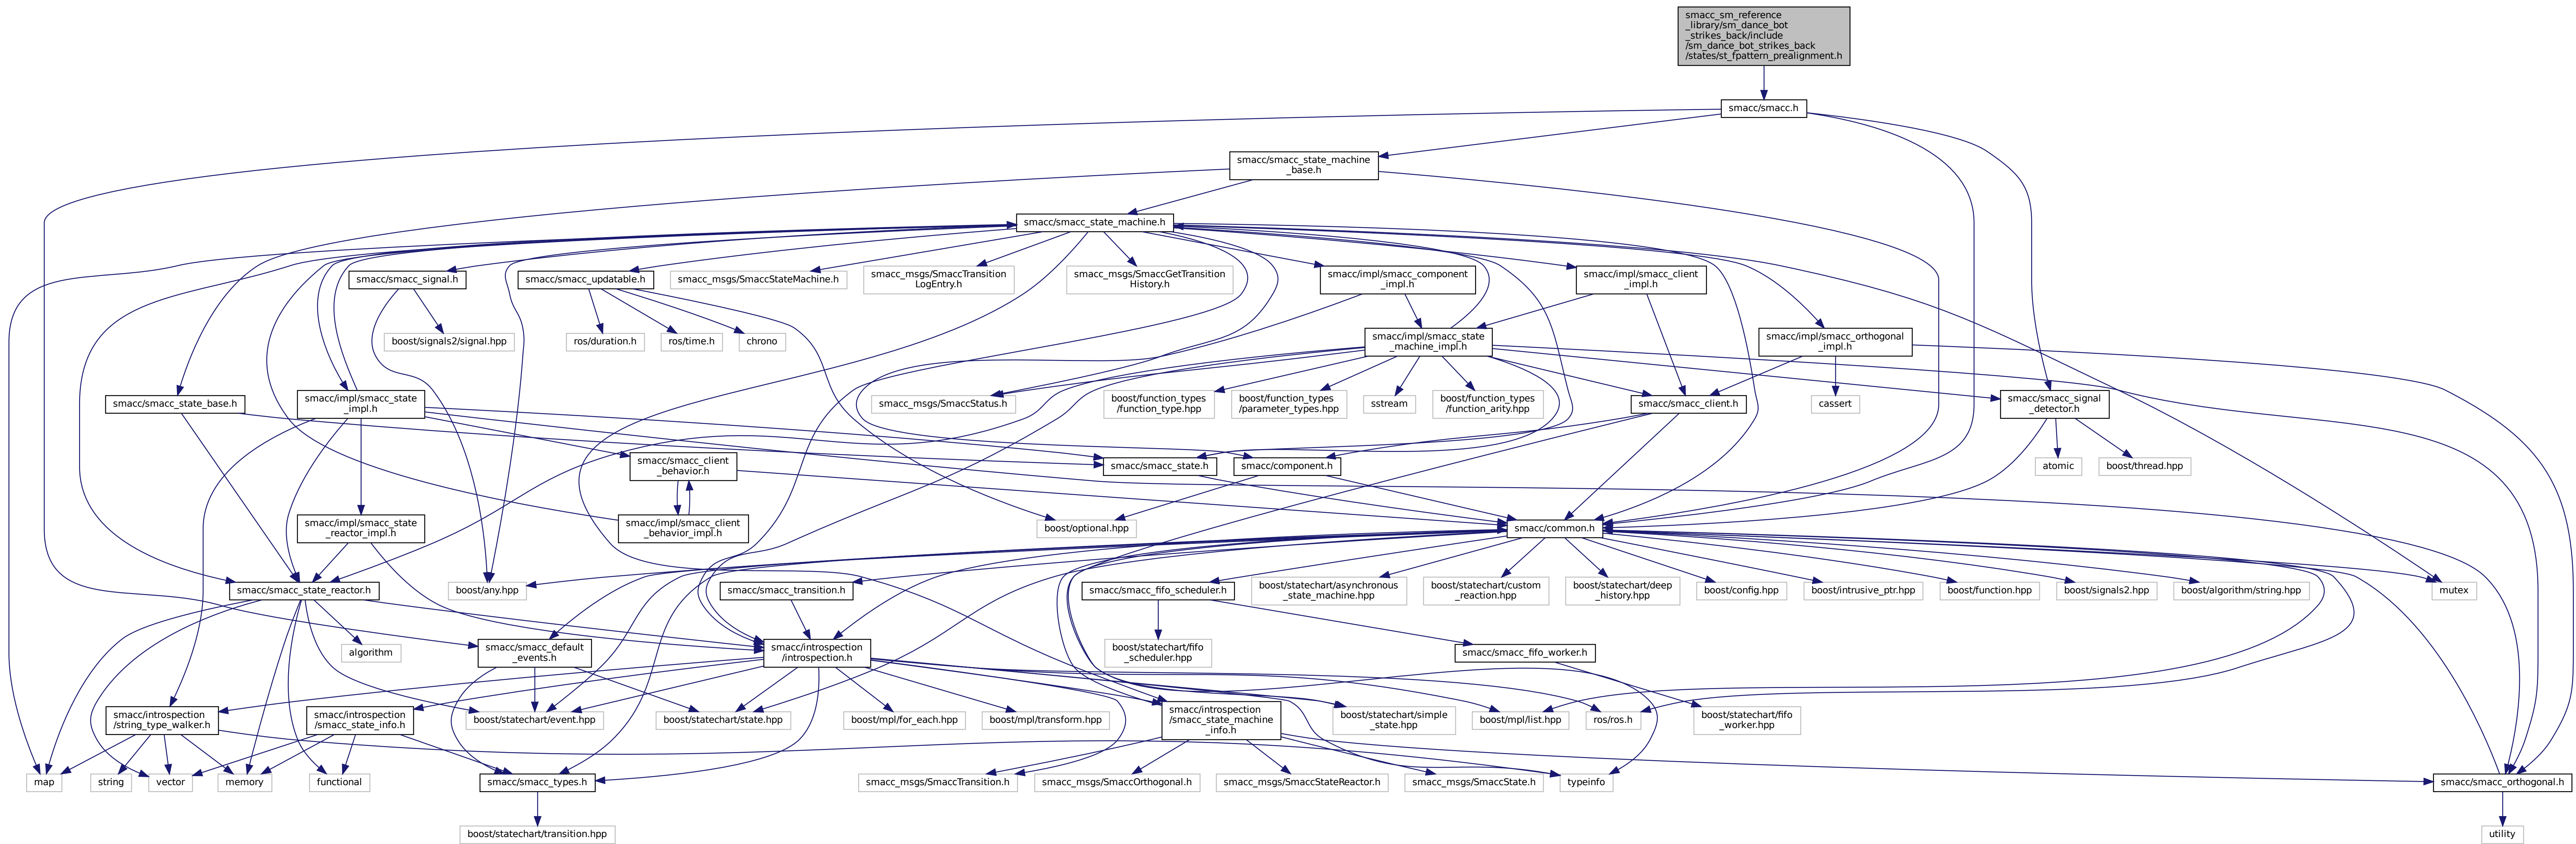 smacc_sm_reference
_library/sm_dance_bot
_strikes_back/include
/sm_dance_bot_strikes_back
/states/st_fpattern_prealignment.h
smacc/smacc.h
smacc/smacc_state_machine
_base.h
smacc/smacc_state_machine.h
smacc/smacc_signal.h
smacc/smacc_updatable.h
smacc_msgs/SmaccStateMachine.h
smacc_msgs/SmaccTransition
LogEntry.h
smacc_msgs/SmaccGetTransition
History.h
smacc/impl/smacc_component
_impl.h
smacc/impl/smacc_client
_impl.h
boost/signals2/signal.hpp
ros/duration.h
ros/time.h
chrono
smacc/impl/smacc_state
_machine_impl.h
smacc/impl/smacc_orthogonal
_impl.h
smacc/smacc_state_base.h
smacc/impl/smacc_state
_impl.h
smacc_msgs/SmaccStatus.h
boost/function_types
/function_type.hpp
boost/function_types
/parameter_types.hpp
sstream
boost/function_types
/function_arity.hpp
smacc/smacc_client.h
cassert
smacc/smacc_signal
_detector.h
smacc/smacc_client
_behavior.h
smacc/smacc_state.h
smacc/component.h
atomic
boost/thread.hpp
smacc/impl/smacc_state
_reactor_impl.h
smacc/impl/smacc_client
_behavior_impl.h
boost/optional.hpp
smacc/common.h
smacc/smacc_state_reactor.h
boost/any.hpp
smacc/smacc_transition.h
smacc/smacc_fifo_scheduler.h
boost/statechart/asynchronous
_state_machine.hpp
boost/statechart/custom
_reaction.hpp
boost/statechart/deep
_history.hpp
boost/config.hpp
boost/intrusive_ptr.hpp
boost/function.hpp
boost/signals2.hpp
boost/algorithm/string.hpp
mutex
algorithm
smacc/smacc_default
_events.h
smacc/introspection
/introspection.h
boost/statechart/fifo
_scheduler.hpp
smacc/smacc_fifo_worker.h
smacc/introspection
/string_type_walker.h
smacc/introspection
/smacc_state_info.h
boost/statechart/event.hpp
boost/statechart/state.hpp
boost/mpl/for_each.hpp
boost/mpl/transform.hpp
smacc/introspection
/smacc_state_machine
_info.h
boost/statechart/simple
_state.hpp
boost/mpl/list.hpp
ros/ros.h
boost/statechart/fifo
_worker.hpp
map
string
vector
memory
functional
smacc/smacc_types.h
smacc_msgs/SmaccTransition.h
smacc_msgs/SmaccOrthogonal.h
smacc_msgs/SmaccStateReactor.h
smacc_msgs/SmaccState.h
typeinfo
smacc/smacc_orthogonal.h
boost/statechart/transition.hpp
utility